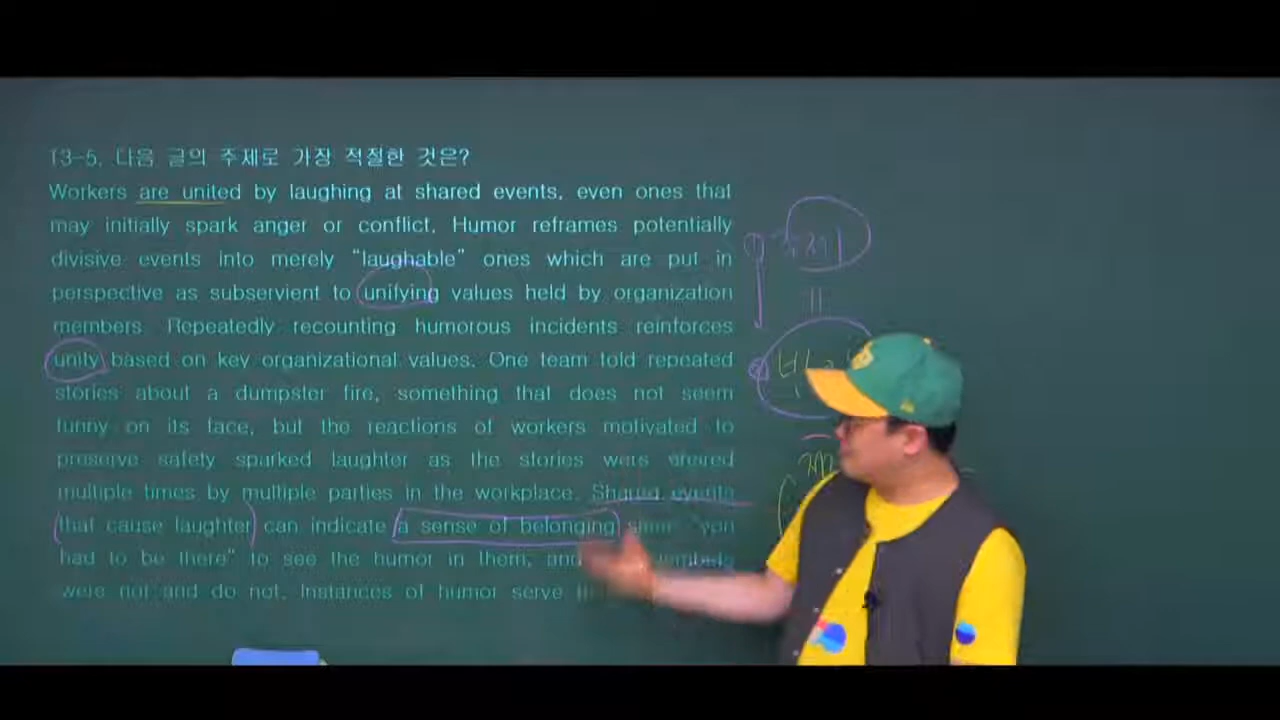 13-5. 다음 글의 주제로 가장 적절한 것은?
Workers are united by laughing at shared events, even ones that
may initially spark anger or conflict. Humor reframes potentially
divisive events into merely “laughable” ones which are put in
perspective as subservient to unifying values held by organization
members. Repeatedly recounting humorous incidents reinforces
unity based on key organizational values. One team told repeated
stories about a dumpster fire, something that does not seem
funny on its face, but the reactions of workers motivated to
preserve safety sparked laughter as the stories were shared
multiple times by multiple parties in the workplace. Shared events
that cause laughter can indicate a sense of belonging since “you
had to be there” to see the humor in them, and
were not and do not. Instances of humor serve